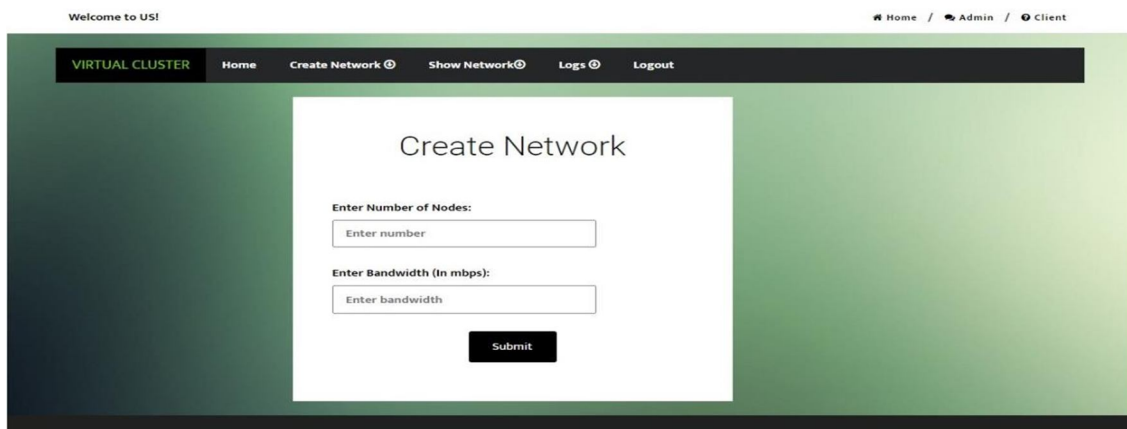 Welcome to US!
Home / Admin / Client
VIRTUAL CLUSTER Home Create Network Show Network Logs Logout
Create Network
Enter Number of Nodes:
Enter number
Enter Bandwidth (In mbps):
Enter bandwidth
Submit